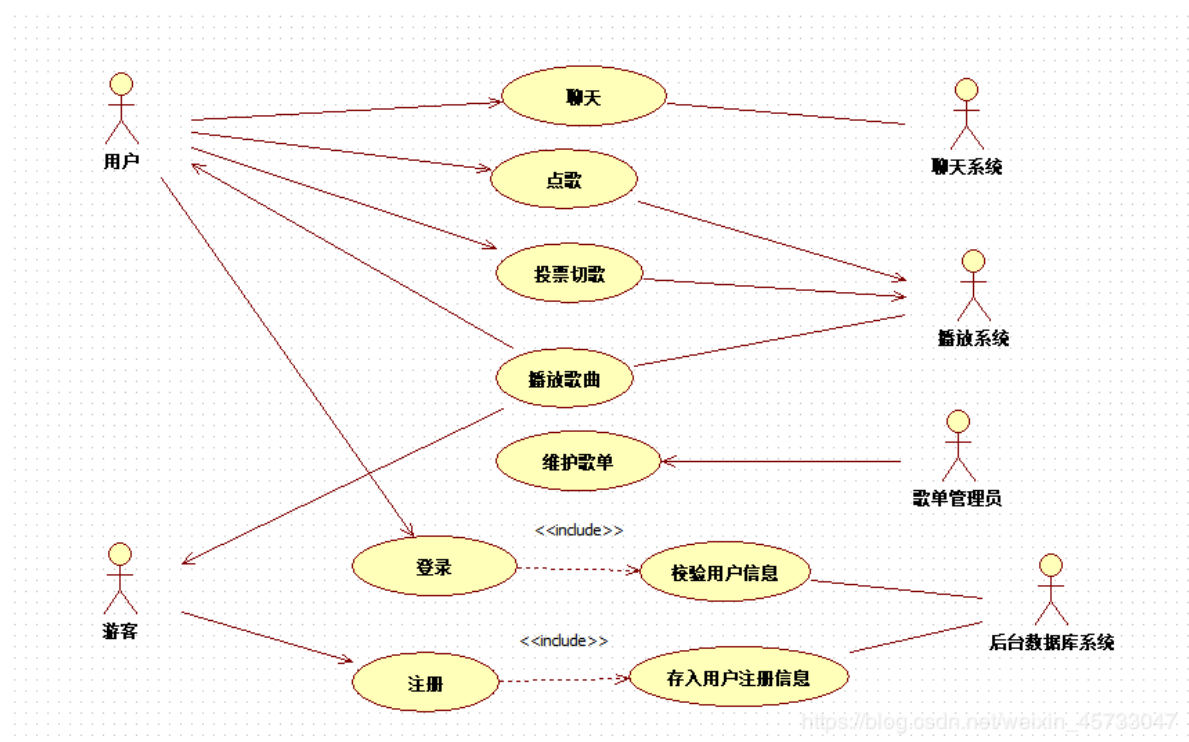 聊天
用户
聊天系统
点歌
投票切歌
播放系统
播放歌曲
维护歌单
歌单管理员
<<include>>
登录
校验用户信息
游客
<<include>>
后台数据库系统
注册
存入用户注册信息
https://blog.csdn.net/weixin_45733047